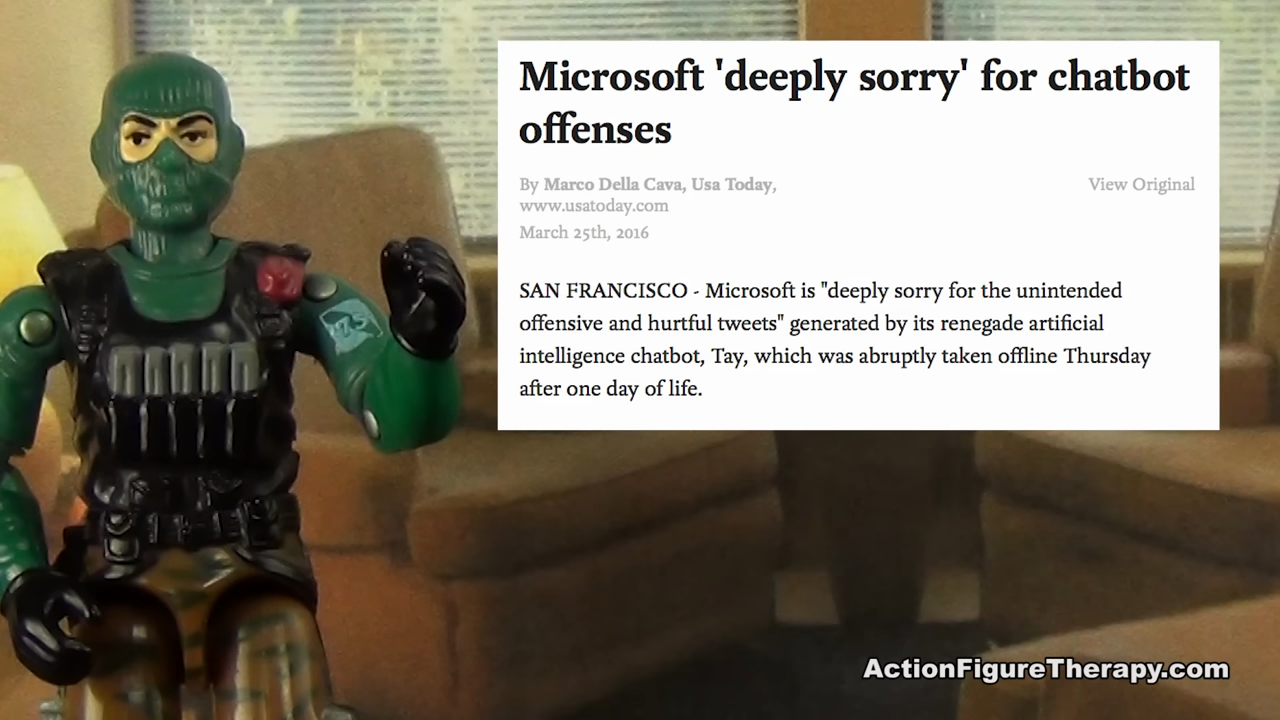 Microsoft 'deeply sorry' for chatbot
offenses
By Marco Della Cava, Usa Today,
View Original
www.usatoday.com
March 25th, 2016
SAN FRANCISCO - Microsoft is "deeply sorry for the unintended
offensive and hurtful tweets" generated by its renegade artificial
intelligence chatbot, Tay, which was abruptly taken offline Thursday
after one day of life.
ActionFigureTherapy.com